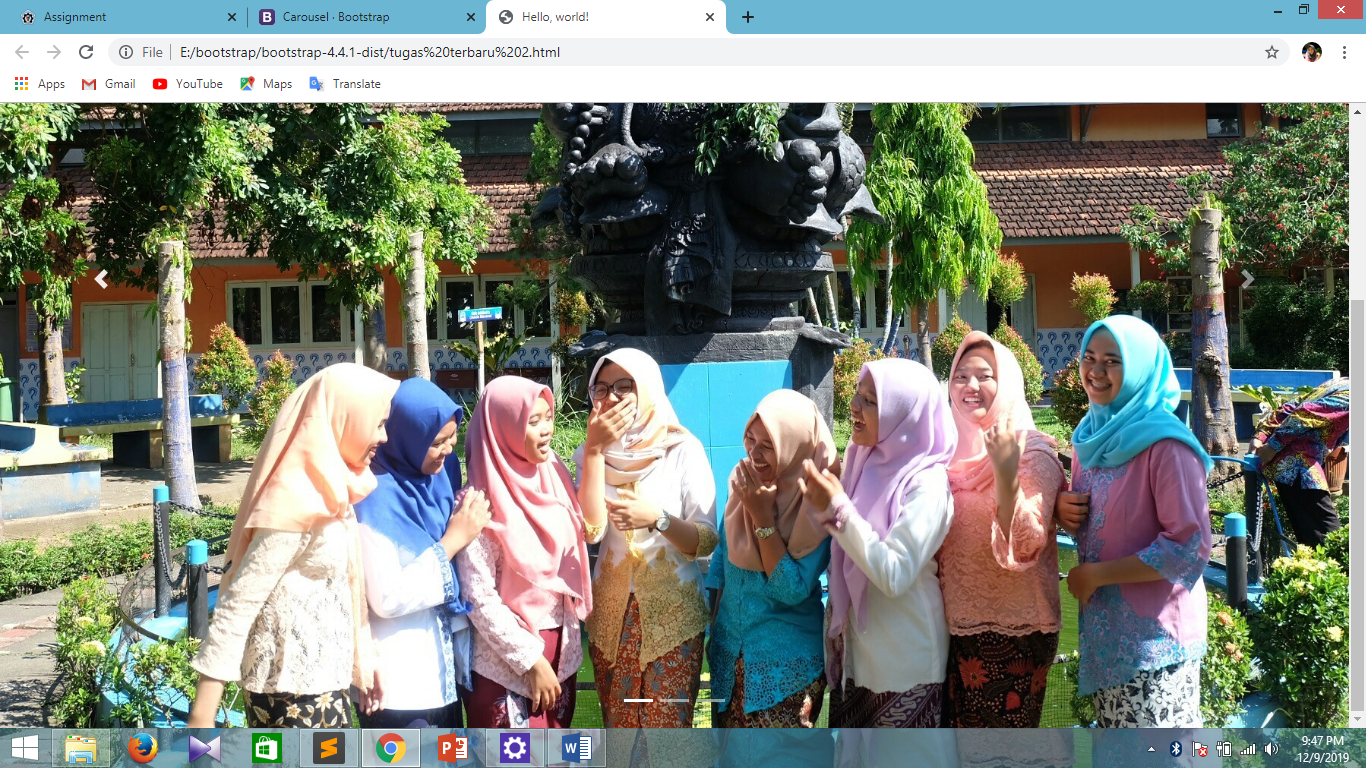 Assignment
Carousel · Bootstrap
Hello, world!
File
E:/bootstrap/bootstrap-4.4.1-dist/tugas%20terbaru%202.html
Apps
Gmail
YouTube
Maps
Translate
9:47 PM
12/9/2019